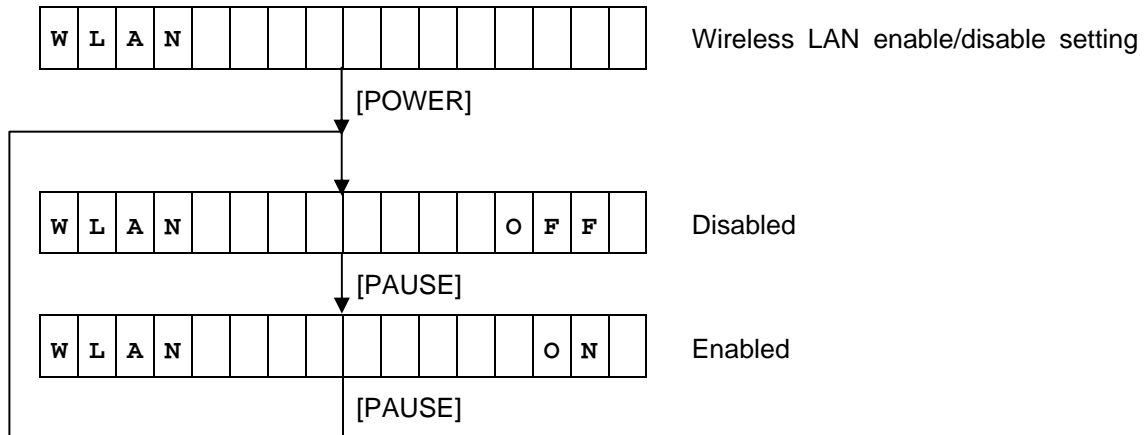 WLAN Wireless LAN enable/disable setting
[POWER]
WLAN OFF Disabled
[PAUSE]
WLAN ON Enabled
[PAUSE]